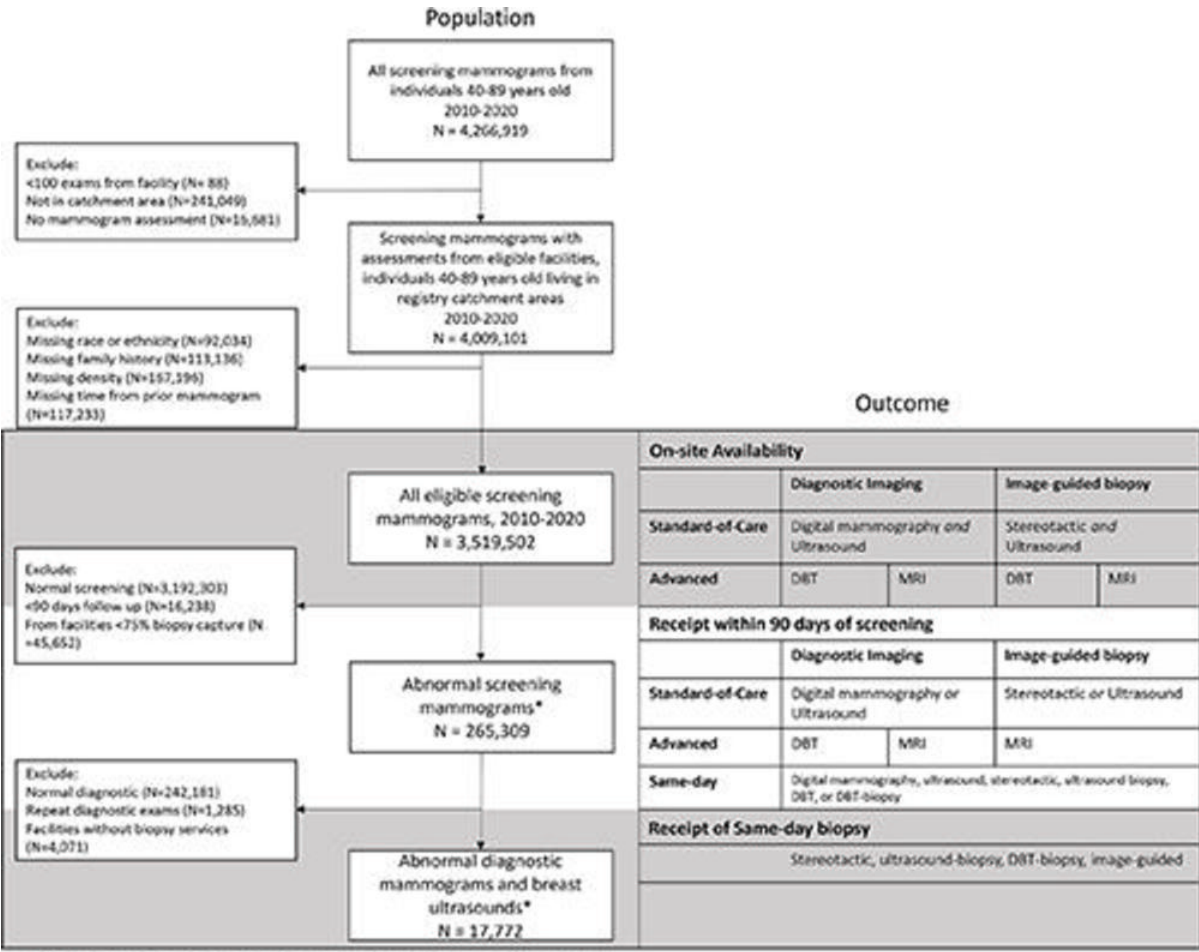 Population
All screening mammograms from
individuals 40-89 years old
2010-2020
N = 4,266,919
Exclude:
<100 exams from facility (N= 88)
Not in catchment area (N=241,049)
No mammogram assessment (N=16,681)
Screening mammograms with
assessments from eligible facilities,
individuals 40-89 years old living in
registry catchment areas
2010-2020
N = 4,009,101
Exclude:
Missing race or ethnicity (N=92,034)
Missing family history (N=113,136)
Missing density (N=167,196)
Missing time from prior mammogram
(N=117,233)
All eligible screening
mammograms, 2010-2020
N = 3,519,502
Exclude:
Normal screening (N=3,192,303)
<90 days follow up (N=16,238)
From facilities <75% biopsy capture (N
=45,652)
Abnormal screening
mammograms*
N = 265,309
Exclude:
Normal diagnostic (N=242,181)
Repeat diagnostic exams (N=1,285)
Facilities without biopsy services
(N=4,071)
Abnormal diagnostic
mammograms and breast
ultrasounds*
N = 17,772
Outcome
On-site Availability
Diagnostic Imaging Image-guided biopsy
Standard-of-Care Digital mammography and Stereotactic and
Ultrasound Ultrasound
Advanced DBT MRI DBT MRI
Receipt within 90 days of screening
Diagnostic Imaging Image-guided biopsy
Standard-of-Care Digital mammography or Stereotactic or Ultrasound
Ultrasound
Advanced DBT MRI MRI
Same-day Digital mammography, ultrasound, stereotactic, ultrasound biopsy,
DBT, or DBT-biopsy
Receipt of Same-day biopsy
Stereotactic, ultrasound-biopsy, DBT-biopsy, image-guided